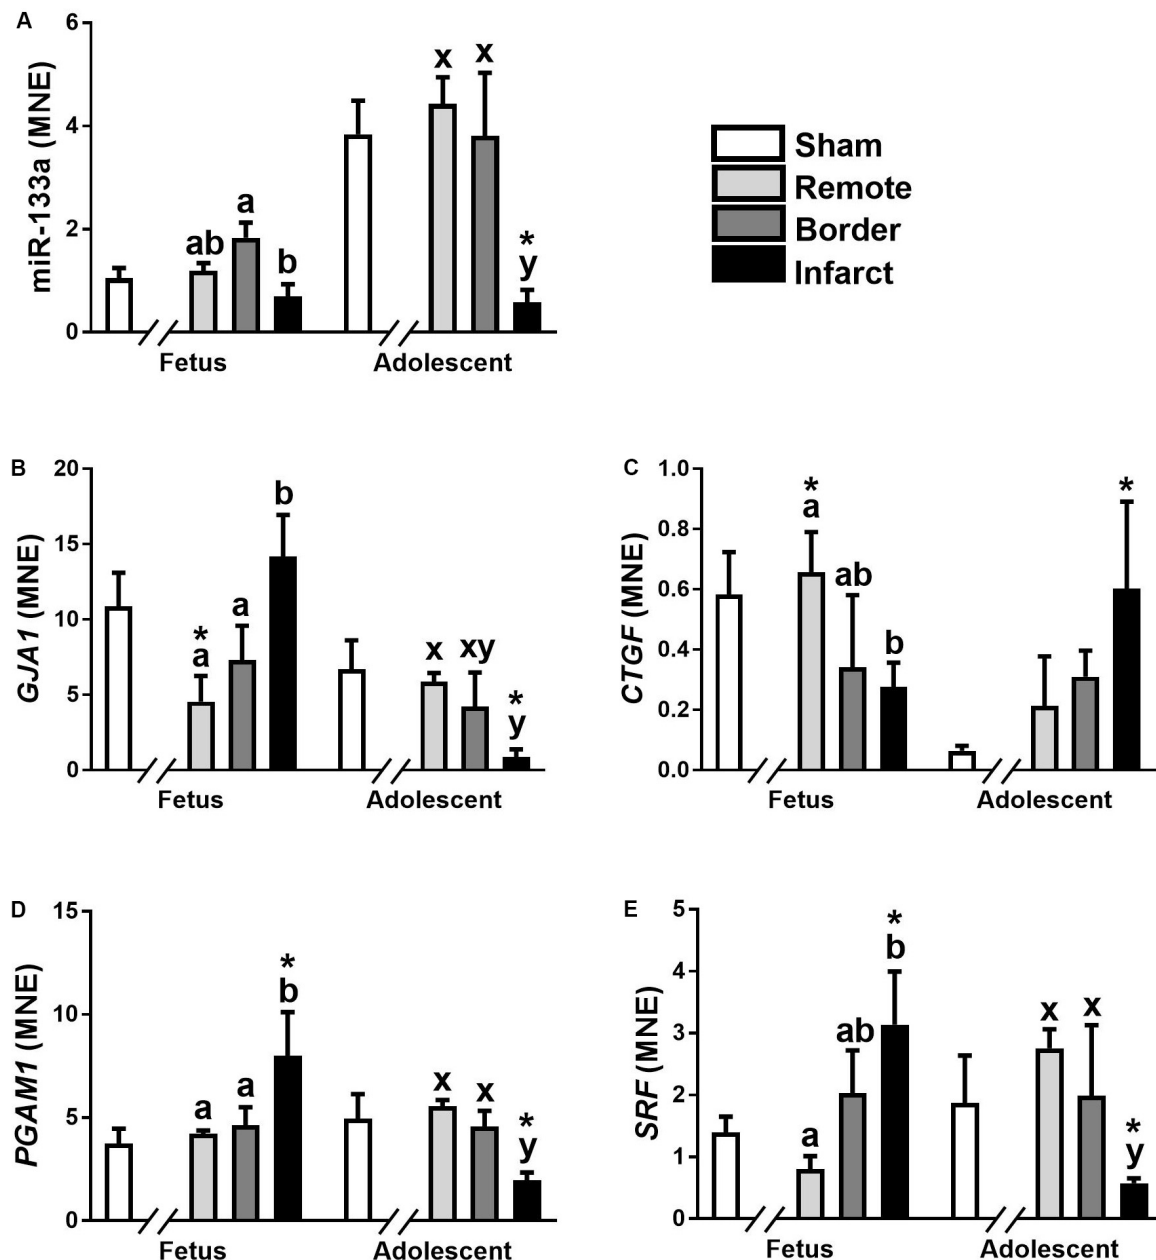 A
miR-133a (MNE)
6
4
2
0
ab
a
b
x
x
*
y
Fetus
Adolescent
Sham
Remote
Border
Infarct
B
GJA1 (MNE)
20
15
10
5
0
*
a
a
b
x
xy
*
y
Fetus
Adolescent
C
CTGF (MNE)
1.0
0.8
0.6
0.4
0.2
0.0
*
a
ab
b
*
Fetus
Adolescent
D
PGAM1 (MNE)
15
10
5
0
a
a
*
b
x
x
*
y
Fetus
Adolescent
E
SRF (MNE)
5
4
3
2
1
0
a
ab
*
b
x
x
*
y
Fetus
Adolescent